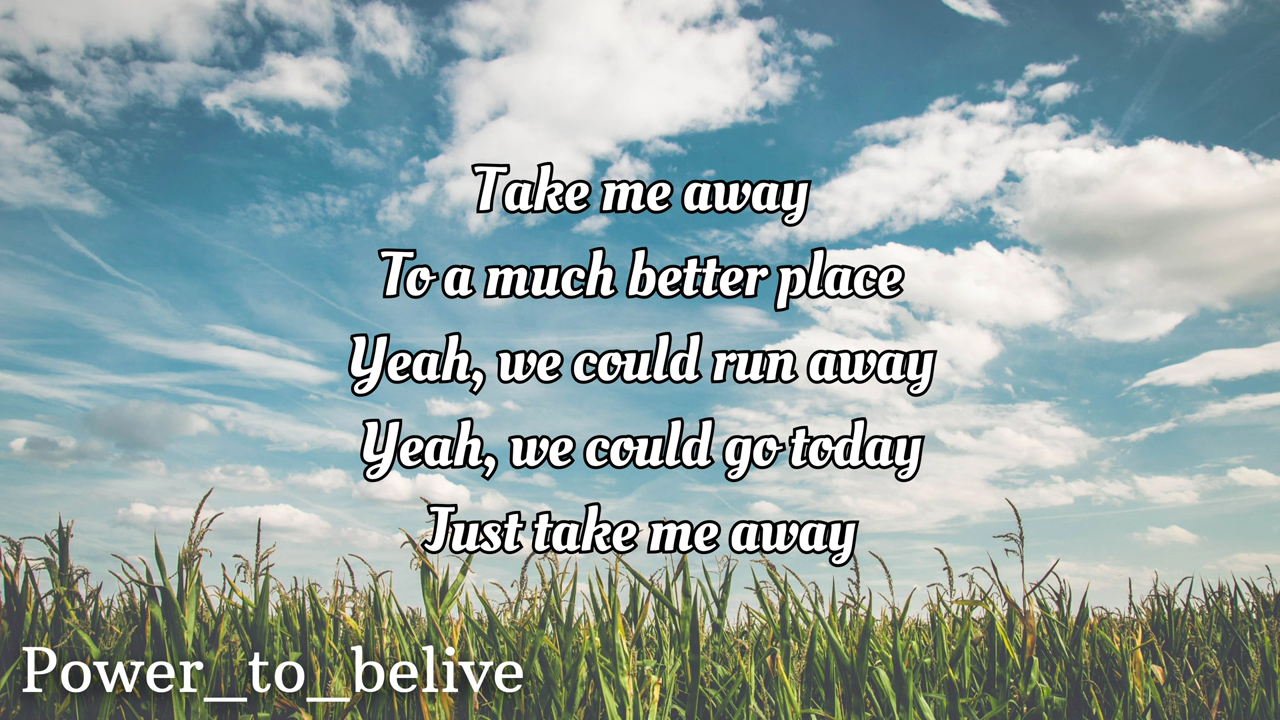 Take me away
To a much better place
Yeah, we could run away
Yeah, we could go today
Just take me away
Power_to_belive